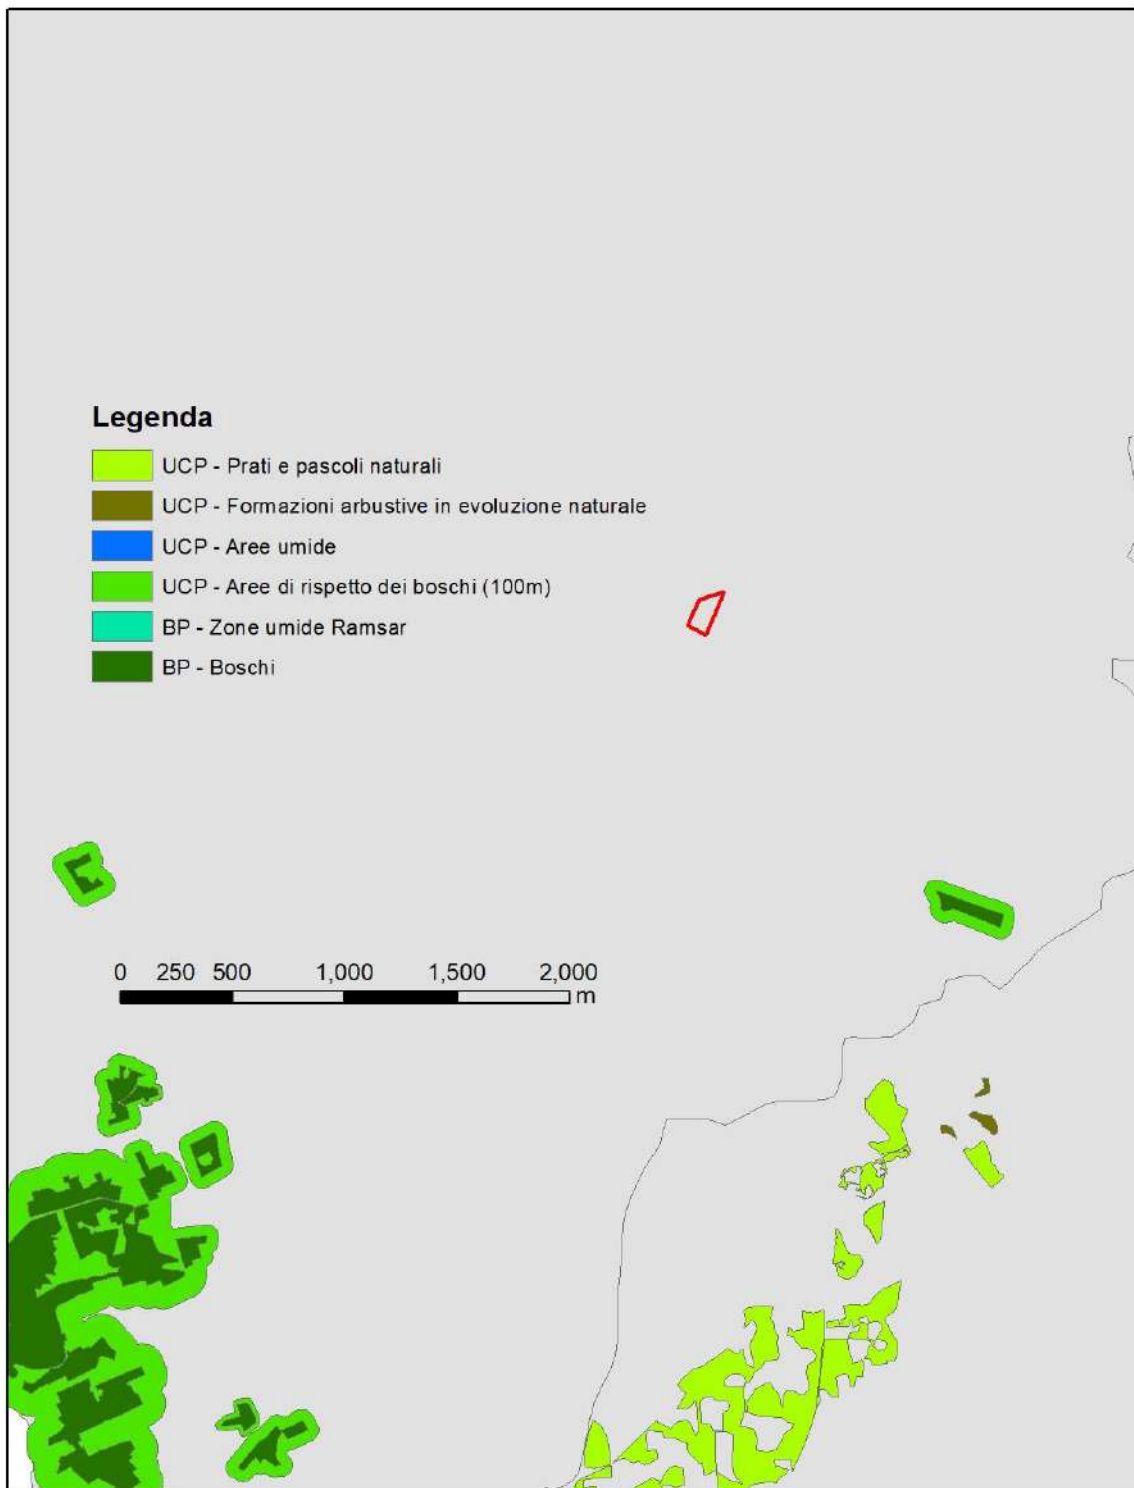 Legenda
UCP - Prati e pascoli naturali
UCP - Formazioni arbustive in evoluzione naturale
UCP - Aree umide
UCP - Aree di rispetto dei boschi (100m)
BP - Zone umide Ramsar
BP - Boschi
0 250 500 1,000 1,500 2,000
m